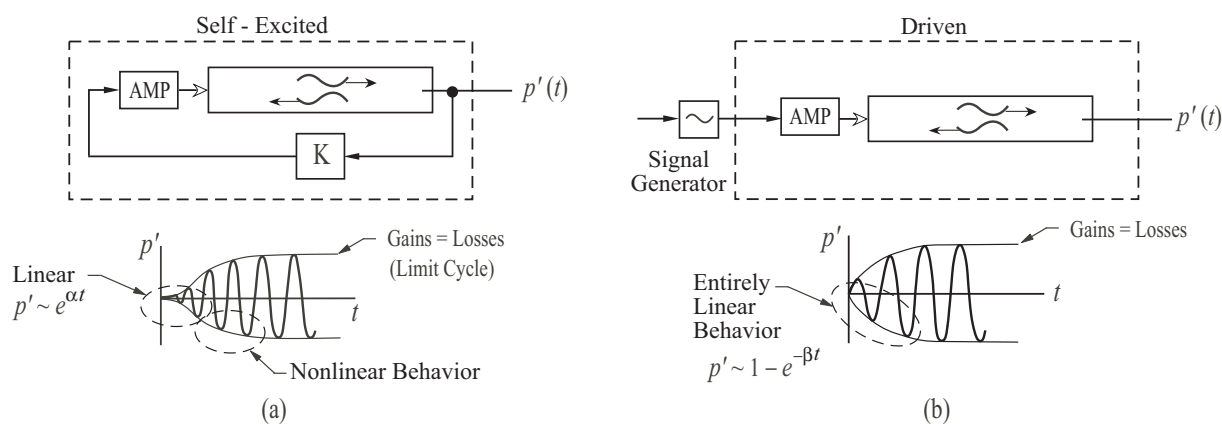 Self - Excited
AMP
p′(t)
K
p′
Linear
p′ ~ e^αt
Gains = Losses
(Limit Cycle)
t
Nonlinear Behavior
(a)
Driven
AMP
p′(t)
Signal
Generator
p′
Gains = Losses
Entirely
Linear
Behavior
t
p′ ~ 1 – e^–βt
(b)